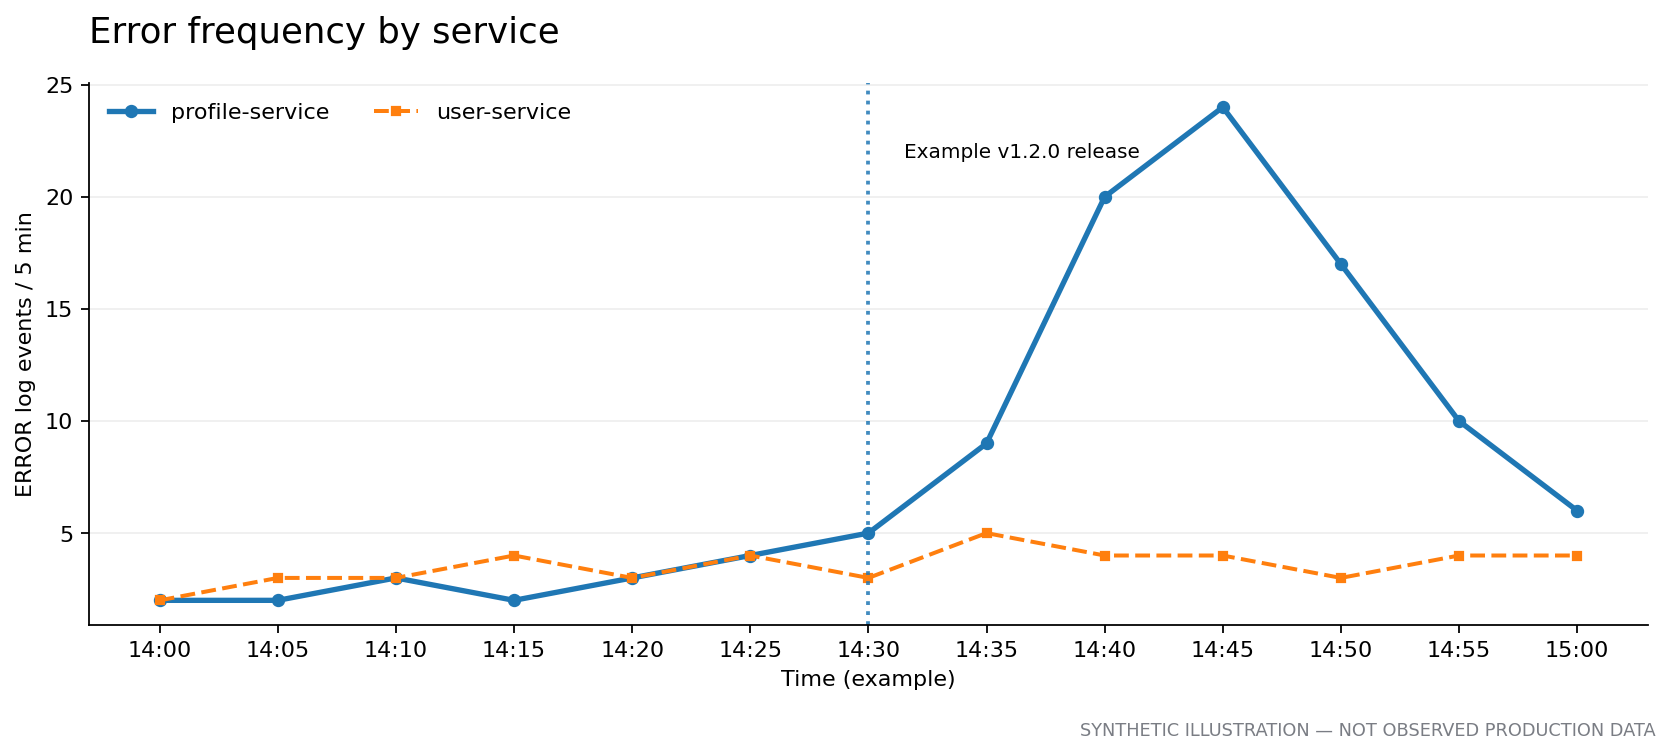 Error frequency by service
profile-service
user-service
Example v1.2.0 release
ERROR log events / 5 min
25
20
15
10
5
14:00 14:05 14:10 14:15 14:20 14:25 14:30 14:35 14:40 14:45 14:50 14:55 15:00
Time (example)
SYNTHETIC ILLUSTRATION — NOT OBSERVED PRODUCTION DATA